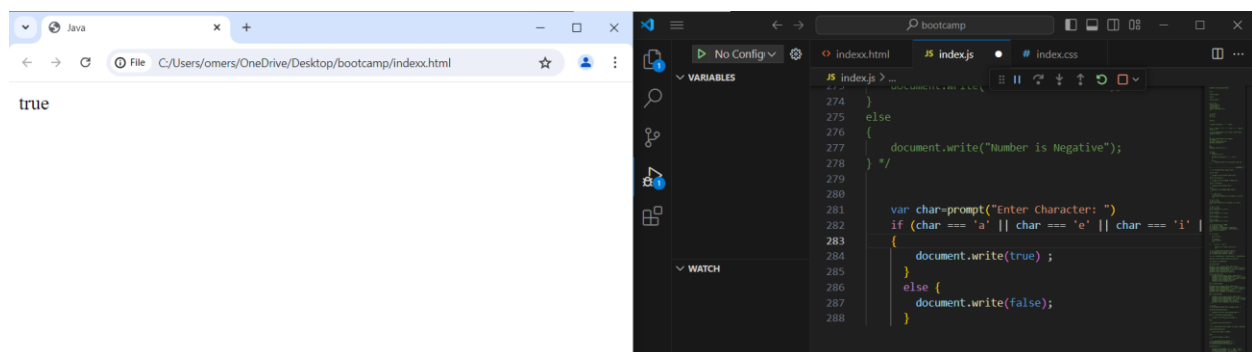 Java
File C:/Users/omers/OneDrive/Desktop/bootcamp/indexx.html
true
bootcamp
No Config
indexx.html
JS index.js
# index.css
VARIABLES
JS index.js > ...
274 }
275 else
276 {
277 document.write("Number is Negative");
278 } */
279
280
281 var char=prompt("Enter Character: ")
282 if (char === 'a' || char === 'e' || char === 'i' |
283 {
284 document.write(true) ;
285 }
286 else {
287 document.write(false);
288 }
WATCH